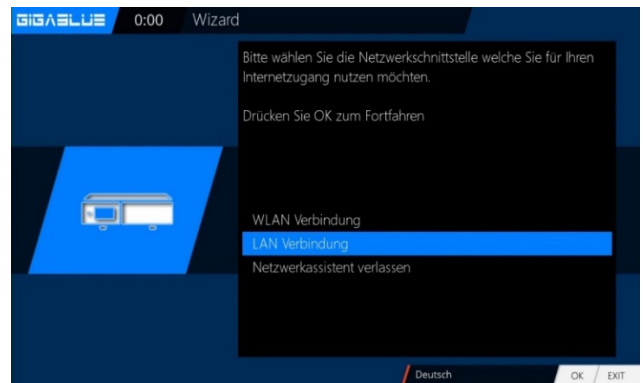 GIGABLUE 0:00 Wizard
Bitte wählen Sie die Netzwerkschnittstelle welche Sie für Ihren
Internetzugang nutzen möchten.
Drücken Sie OK zum Fortfahren
WLAN Verbindung
LAN Verbindung
Netzwerkassistent verlassen
Deutsch OK EXIT